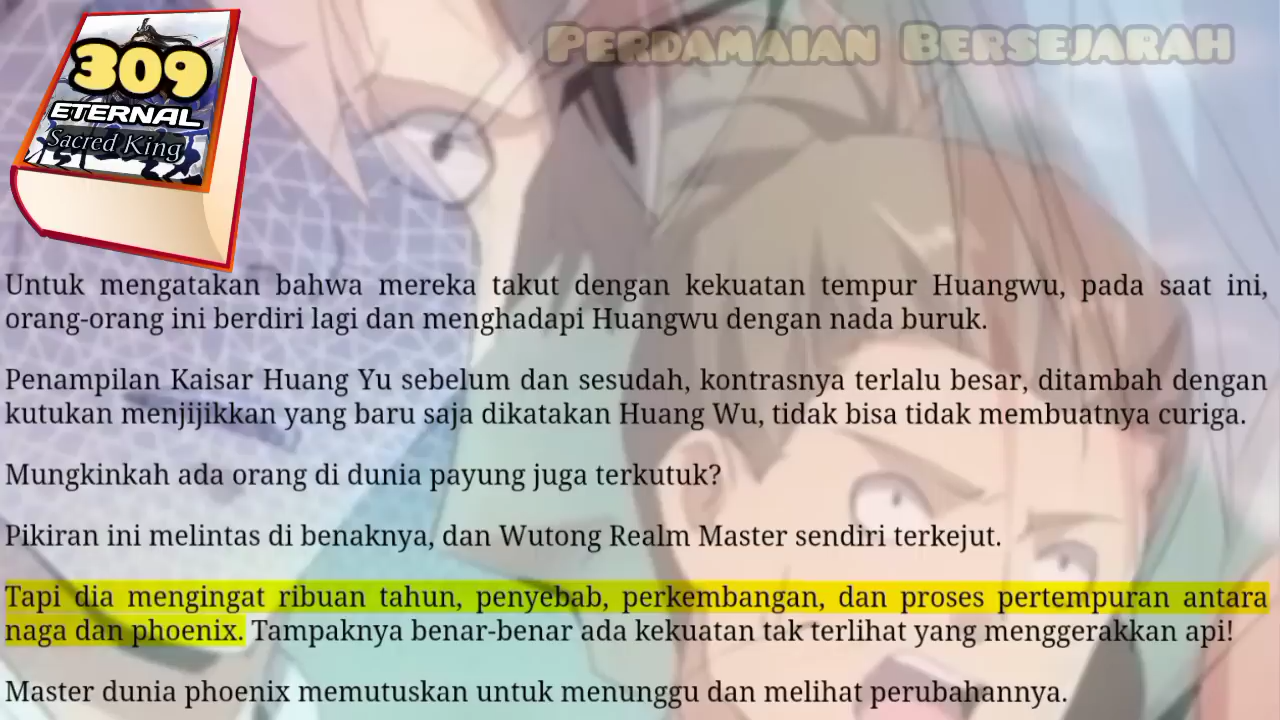 Perdamaian Bersejarah
309
ETERNAL
Sacred King
Untuk mengatakan bahwa mereka takut dengan kekuatan tempur Huangwu, pada saat ini,
orang-orang ini berdiri lagi dan menghadapi Huangwu dengan nada buruk.
Penampilan Kaisar Huang Yu sebelum dan sesudah, kontrasnya terlalu besar, ditambah dengan
kutukan menjijikkan yang baru saja dikatakan Huang Wu, tidak bisa tidak membuatnya curiga.
Mungkinkah ada orang di dunia payung juga terkutuk?
Pikiran ini melintas di benaknya, dan Wutong Realm Master sendiri terkejut.
Tapi dia mengingat ribuan tahun, penyebab, perkembangan, dan proses pertempuran antara
naga dan phoenix. Tampaknya benar-benar ada kekuatan tak terlihat yang menggerakkan api!
Master dunia phoenix memutuskan untuk menunggu dan melihat perubahannya.